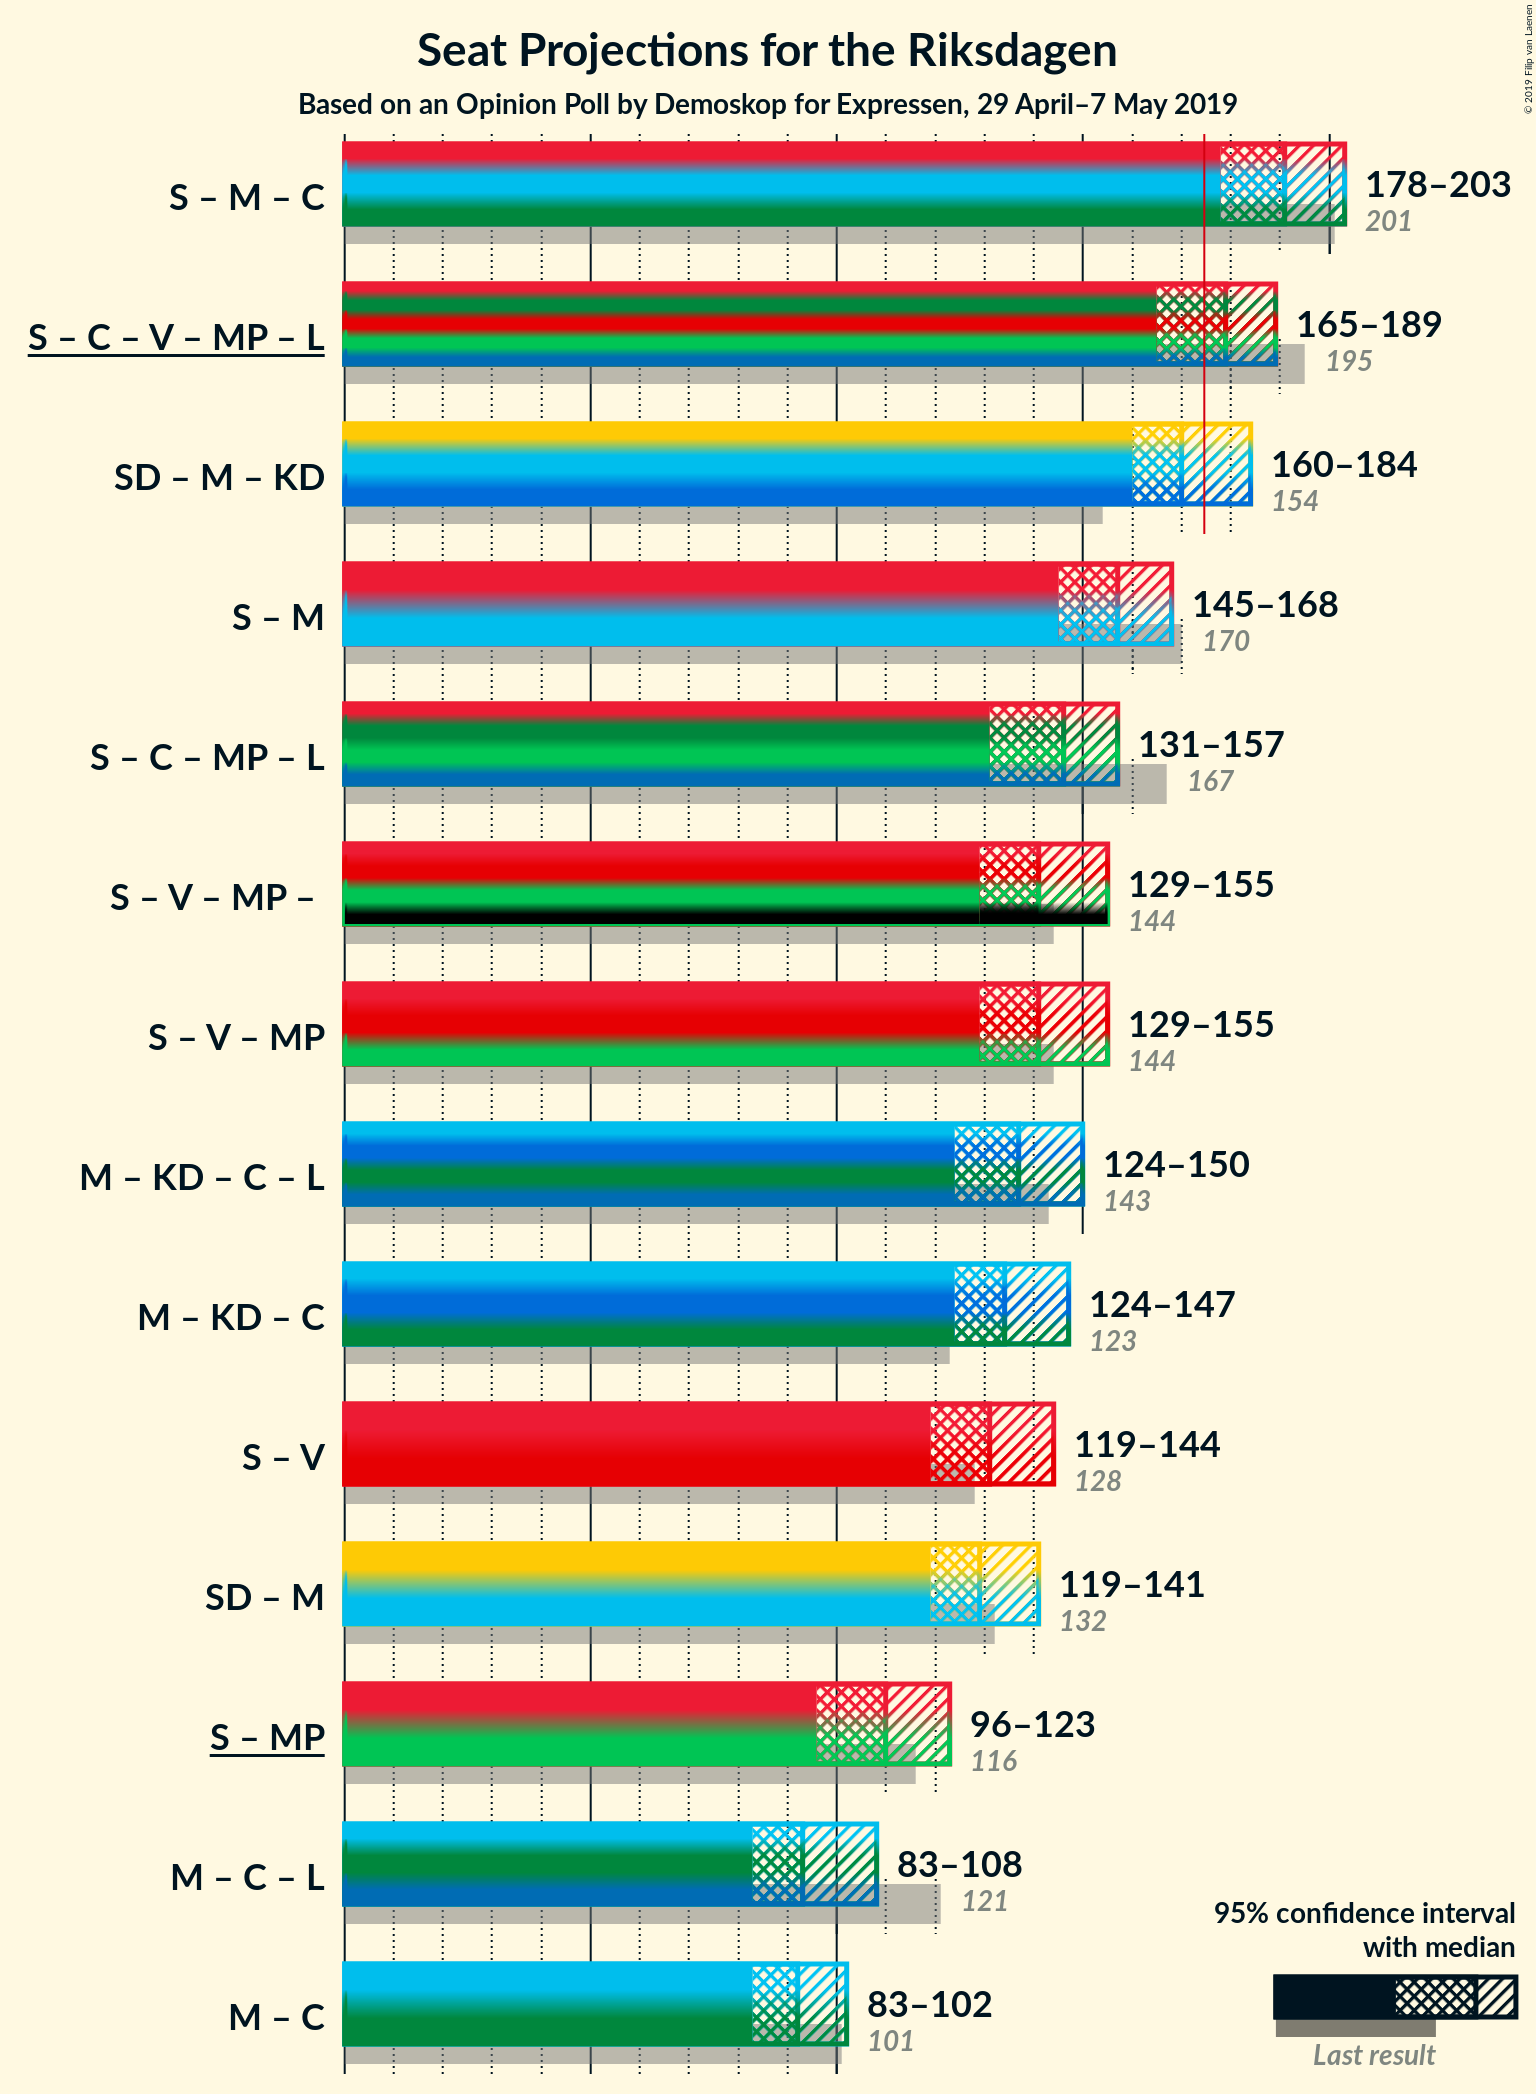 Seat Projections for the Riksdagen
Based on an Opinion Poll by Demoskop for Expressen, 29 April–7 May 2019
© 2019 Filip van Laenen
S – M – C
178–203
201
S – C – V – MP – L
165–189
195
SD – M – KD
160–184
154
S – M
145–168
170
S – C – MP – L
131–157
167
S – V – MP –
129–155
144
S – V – MP
129–155
144
M – KD – C – L
124–150
143
M – KD – C
124–147
123
S – V
119–144
128
SD – M
119–141
132
S – MP
96–123
116
M – C – L
83–108
121
M – C
83–102
101
95% confidence interval
with median
Last result